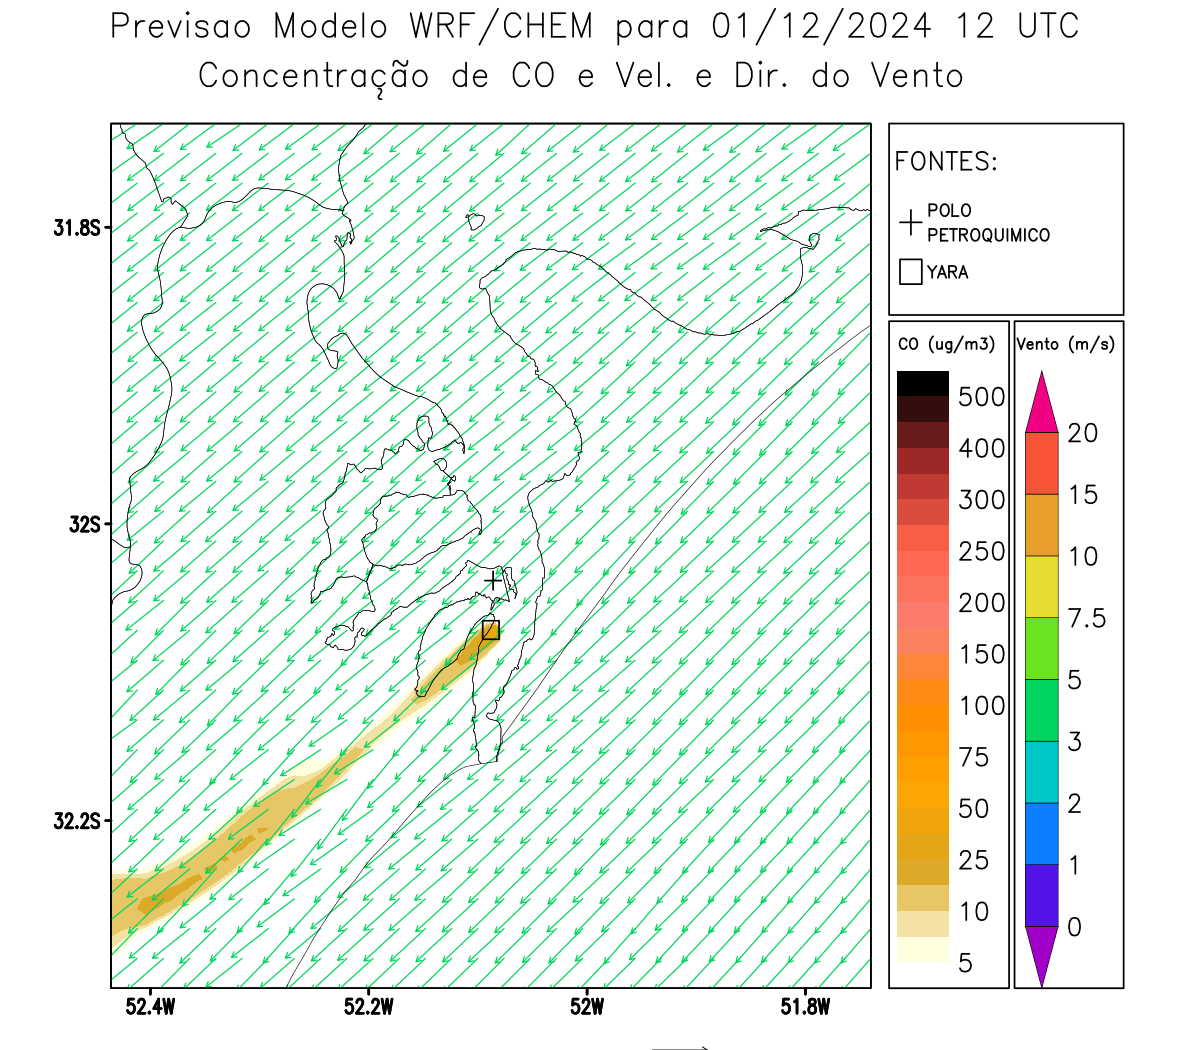 Previsao Modelo WRF/CHEM para 01/12/2024 12 UTC
Concentração de CO e Vel. e Dir. do Vento
FONTES:
POLO
PETROQUIMICO
YARA
31.8S
32S
32.2S
52.4W
52.2W
52W
51.8W
CO (ug/m3)
500
400
300
250
200
150
100
75
50
25
10
5
Vento (m/s)
20
15
10
7.5
5
3
2
1
0